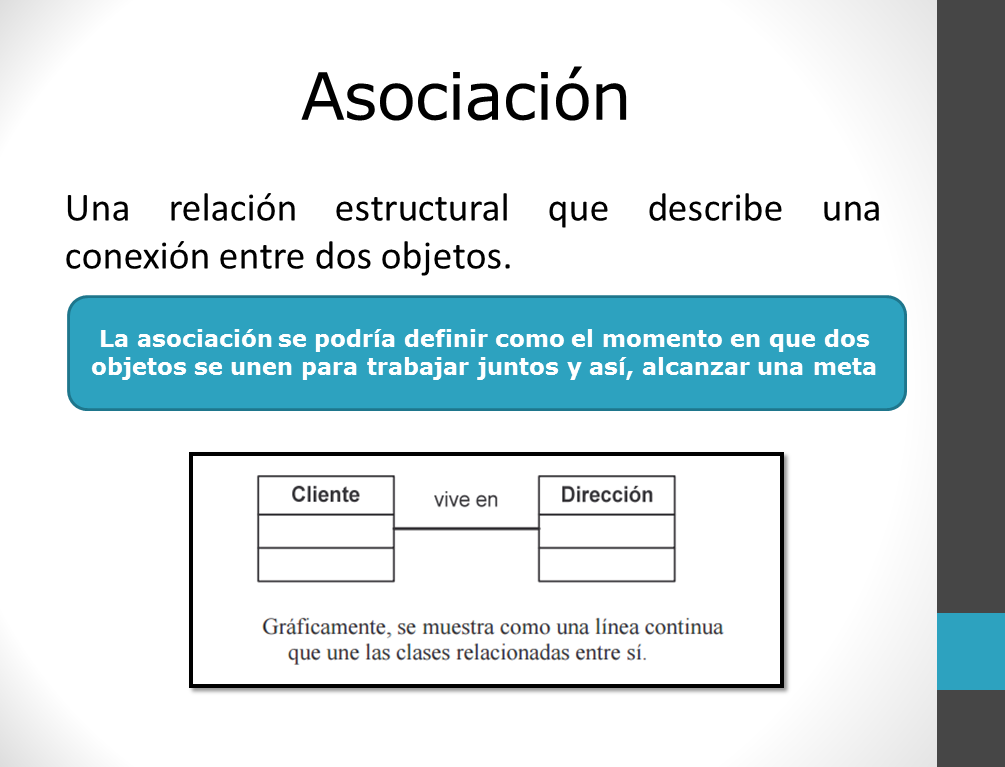 Asociación
Una relación estructural que describe una
conexión entre dos objetos.
La asociación se podría definir como el momento en que dos
objetos se unen para trabajar juntos y así, alcanzar una meta
Cliente
vive en
Dirección
Gráficamente, se muestra como una línea continua
que une las clases relacionadas entre sí.